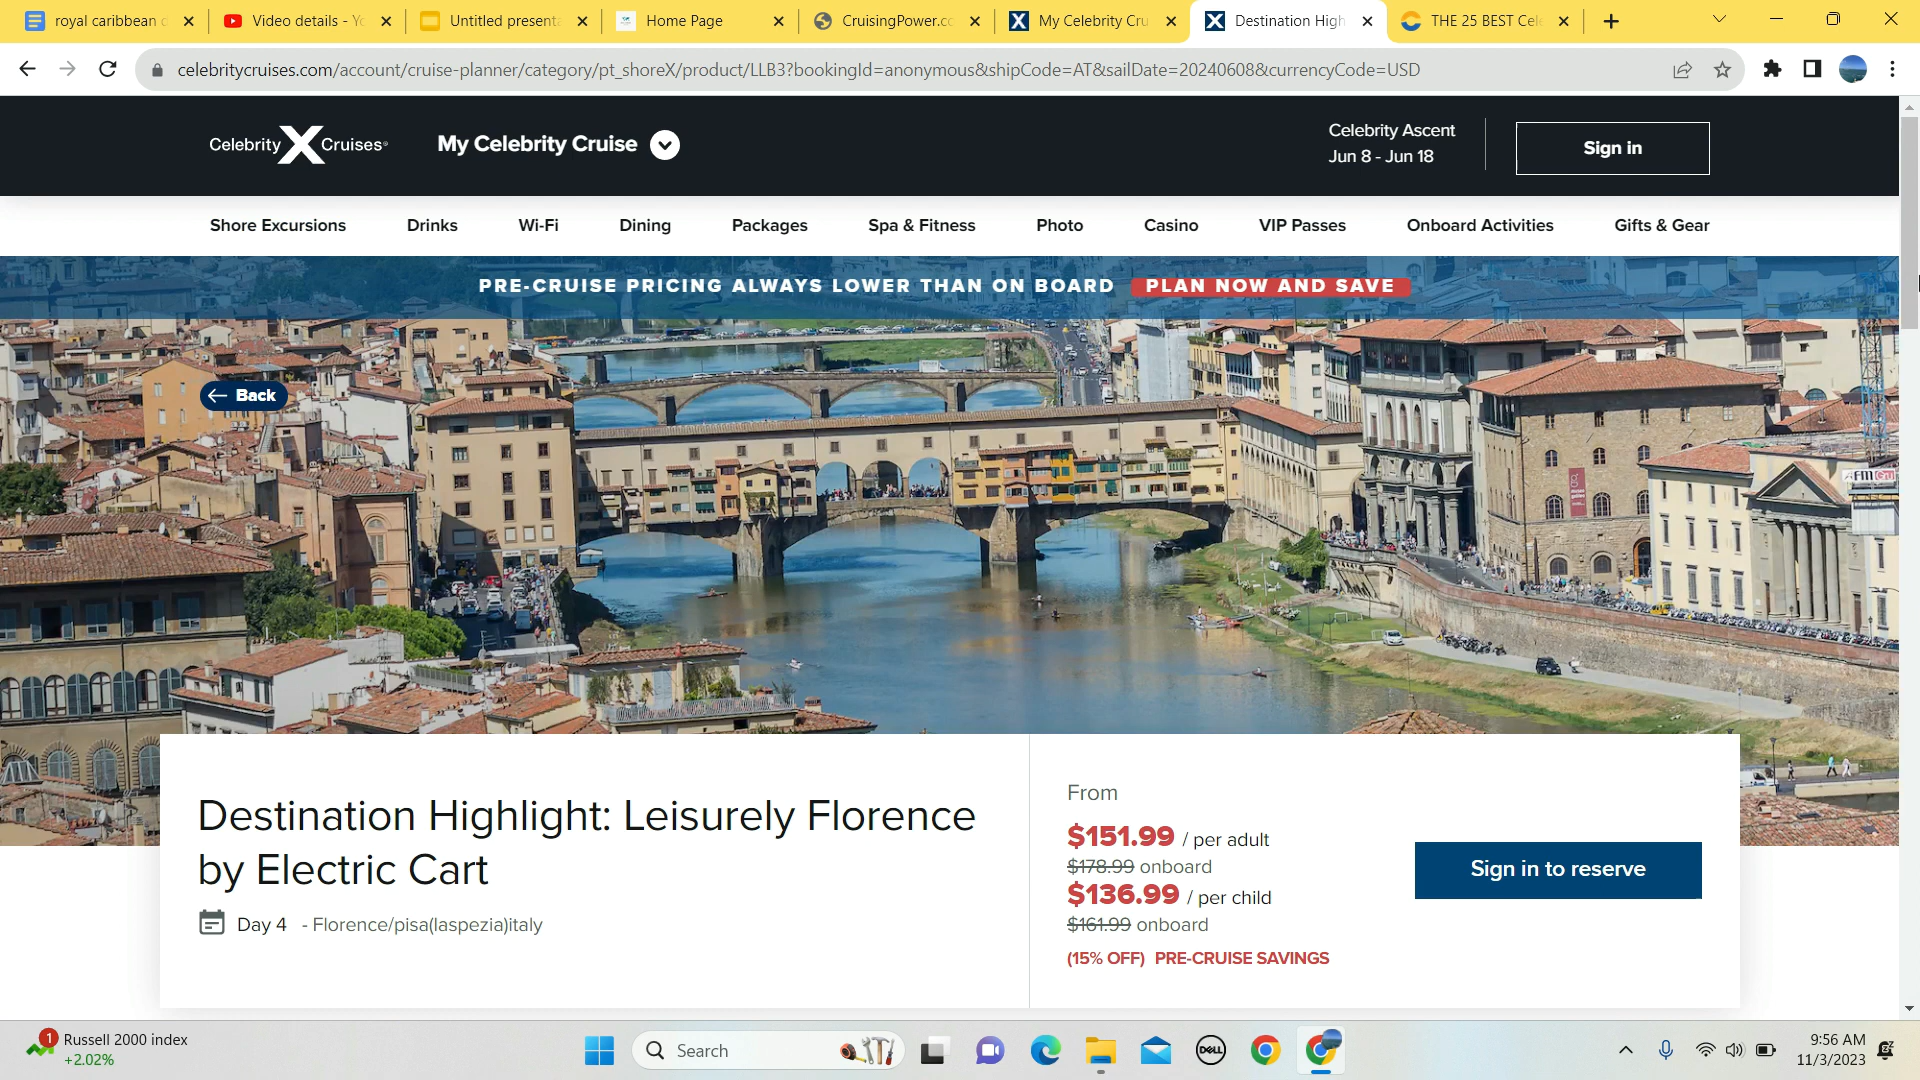 royal caribbean
Video details - Yo
Untitled present
Home Page
CruisingPower.co
My Celebrity Cru
Destination High
THE 25 BEST Cel
celebritycruises.com/account/cruise-planner/category/pt_shoreX/product/LLB3?bookingId=anonymous&shipCode=AT&sailDate=20240608&currencyCode=USD
Celebrity X Cruises
My Celebrity Cruise
Celebrity Ascent
Jun 8 - Jun 18
Sign in
Shore Excursions Drinks Wi-Fi Dining Packages Spa & Fitness Photo Casino VIP Passes Onboard Activities Gifts & Gear
PRE-CRUISE PRICING ALWAYS LOWER THAN ON BOARD PLAN NOW AND SAVE
Back
Destination Highlight: Leisurely Florence
by Electric Cart
Day 4 - Florence/pisa(laspezia)italy
From
$151.99 / per adult
$178.99 onboard
$136.99 / per child
$161.99 onboard
(15% OFF) PRE-CRUISE SAVINGS
Sign in to reserve
1
Russell 2000 index
+2.02%
Search
DELL
9:56 AM
11/3/2023